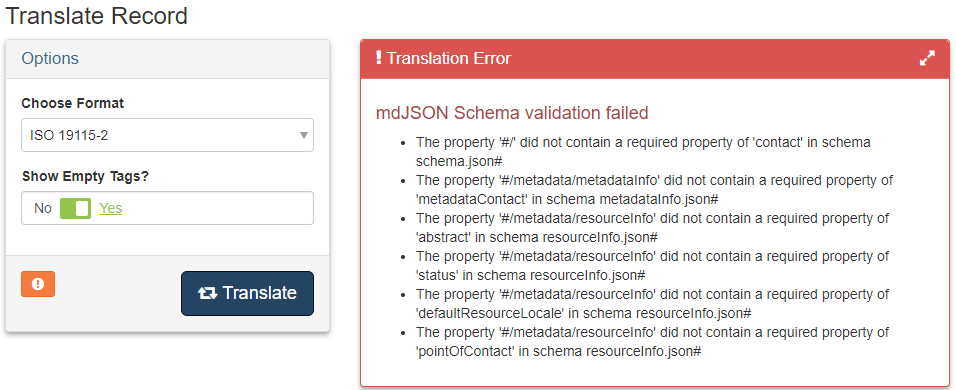 Translate Record
Options
Choose Format
ISO 19115-2
Show Empty Tags?
No Yes
Translate
Translation Error
mdJSON Schema validation failed
The property '#/' did not contain a required property of 'contact' in schema
schema.json#
The property '#/metadata/metadataInfo' did not contain a required property of
'metadataContact' in schema metadataInfo.json#
The property '#/metadata/resourceInfo' did not contain a required property of
'abstract' in schema resourceInfo.json#
The property '#/metadata/resourceInfo' did not contain a required property of
'status' in schema resourceInfo.json#
The property '#/metadata/resourceInfo' did not contain a required property of
'defaultResourceLocale' in schema resourceInfo.json#
The property '#/metadata/resourceInfo' did not contain a required property of
'pointOfContact' in schema resourceInfo.json#